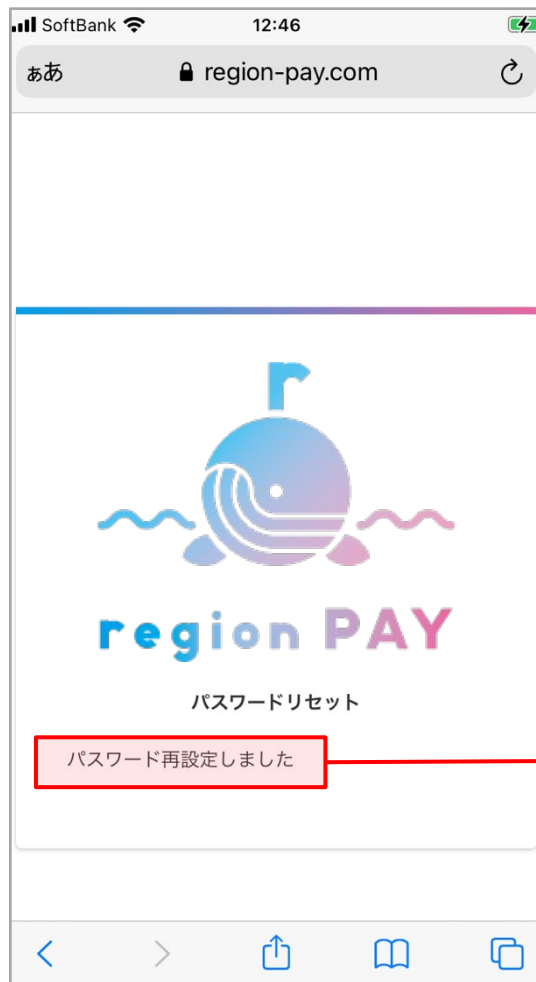 SoftBank 12:46
ぁあ region-pay.com
r
region PAY
パスワードリセット
パスワード再設定しました